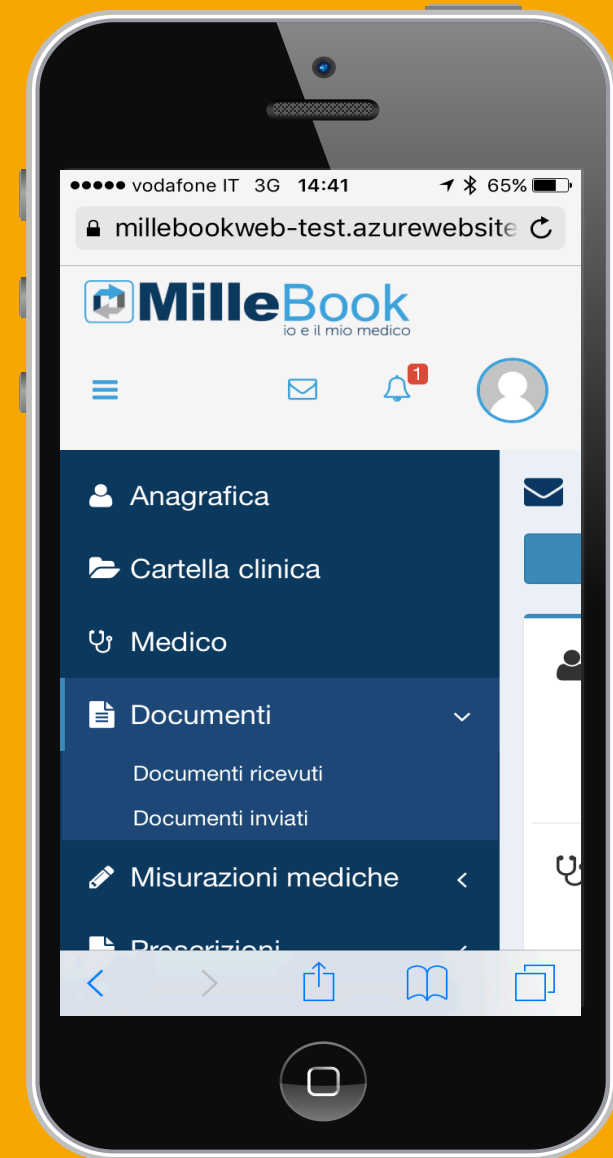 vodafone IT 3G 14:41 65%
millebookweb-test.azurewebsite
MilleBook
io e il mio medico
1
Anagrafica
Cartella clinica
Medico
Documenti
Documenti ricevuti
Documenti inviati
Misurazioni mediche
Prescrizioni